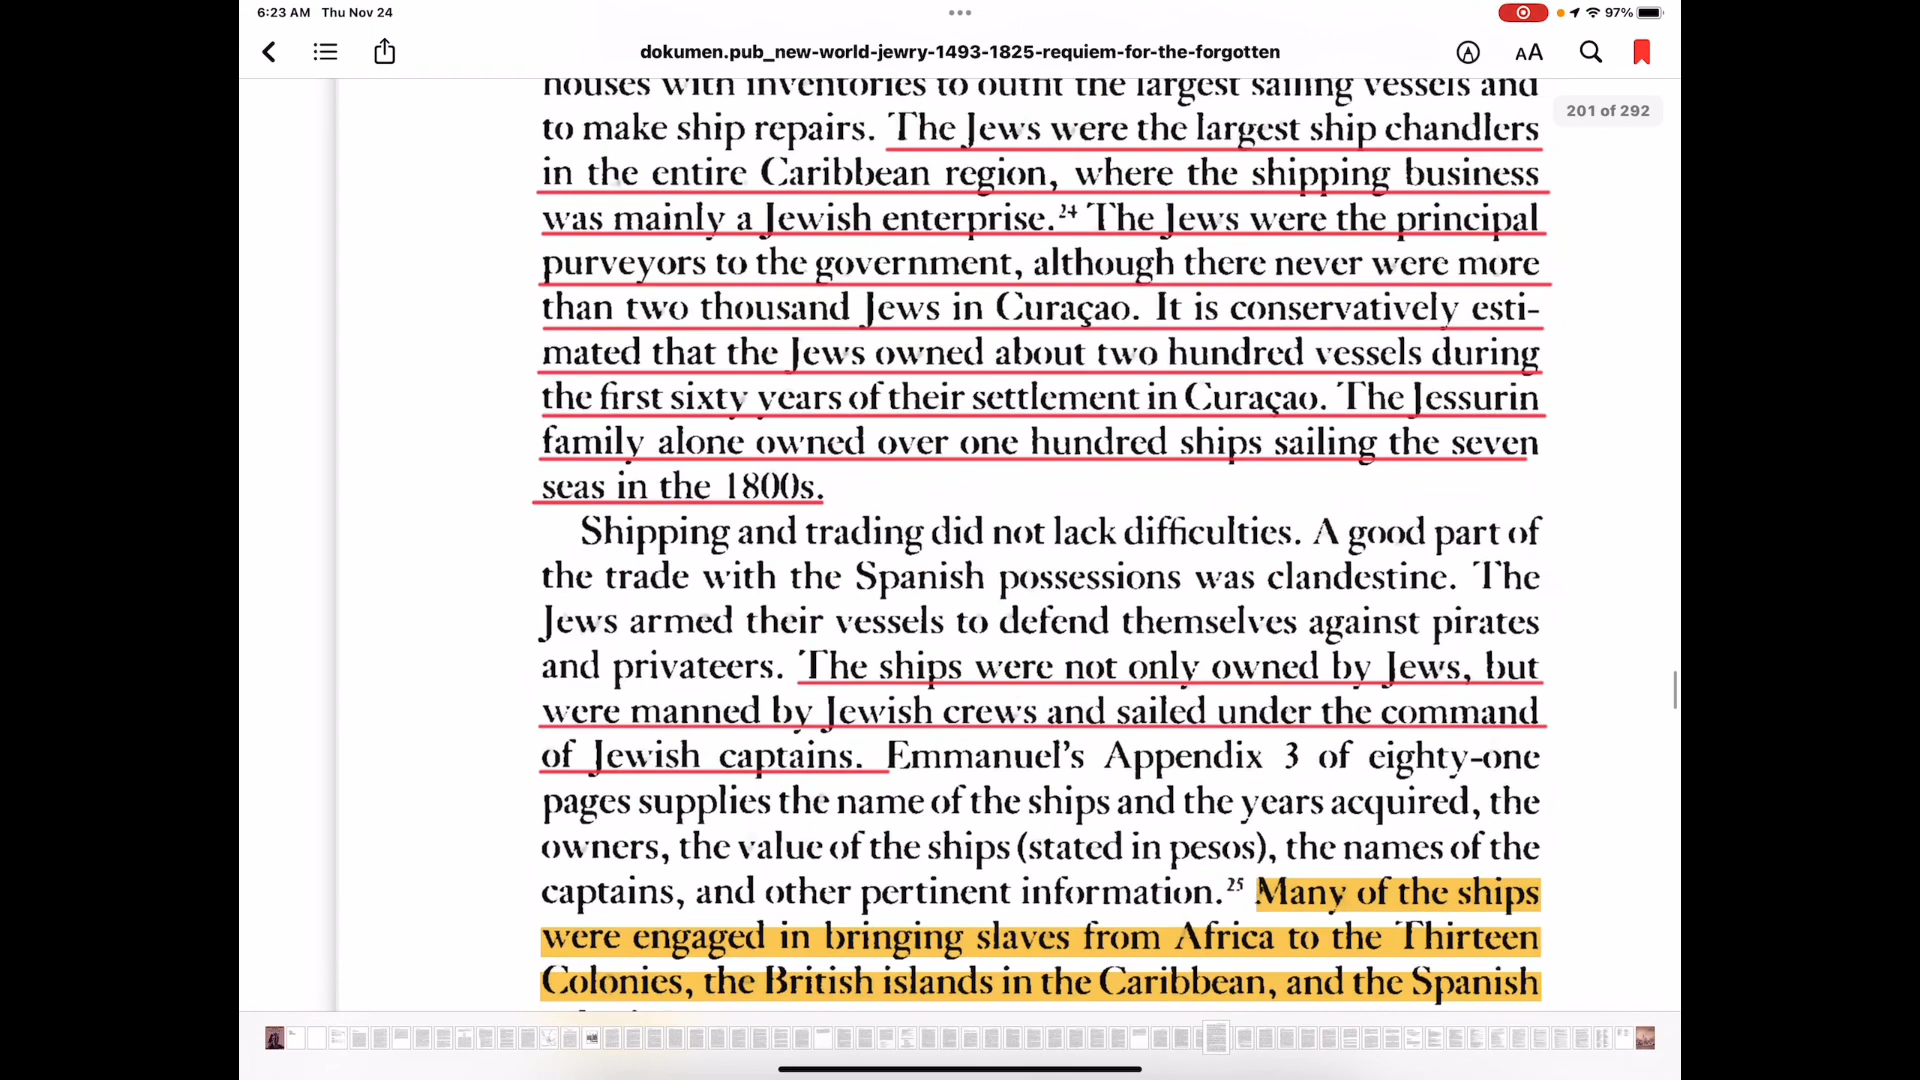 6:23 AM Thu Nov 24
97%
dokumen.pub_new-world-jewry-1493-1825-requiem-for-the-forgotten
AA
201 of 292
houses with inventories to outfit the largest sailing vessels and
to make ship repairs. The Jews were the largest ship chandlers
in the entire Caribbean region, where the shipping business
was mainly a Jewish enterprise.²⁴ The Jews were the principal
purveyors to the government, although there never were more
than two thousand Jews in Curaçao. It is conservatively esti-
mated that the Jews owned about two hundred vessels during
the first sixty years of their settlement in Curaçao. The Jessurin
family alone owned over one hundred ships sailing the seven
seas in the 1800s.
Shipping and trading did not lack difficulties. A good part of
the trade with the Spanish possessions was clandestine. The
Jews armed their vessels to defend themselves against pirates
and privateers. The ships were not only owned by Jews, but
were manned by Jewish crews and sailed under the command
of Jewish captains. Emmanuel's Appendix 3 of eighty-one
pages supplies the name of the ships and the years acquired, the
owners, the value of the ships (stated in pesos), the names of the
captains, and other pertinent information.²⁵ Many of the ships
were engaged in bringing slaves from Africa to the Thirteen
Colonies, the British islands in the Caribbean, and the Spanish